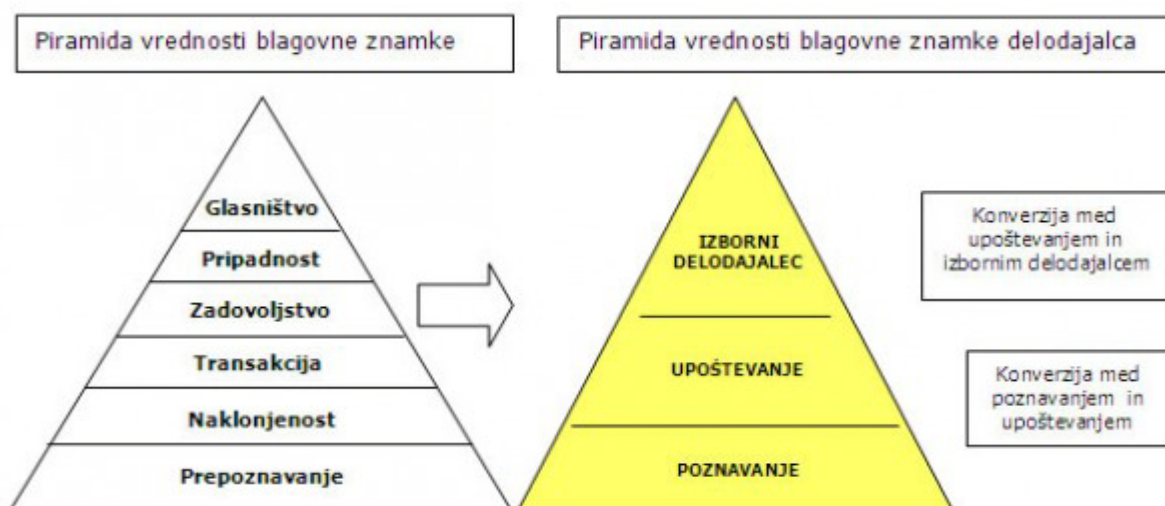 Piramida vrednosti blagovne znamke
Piramida vrednosti blagovne znamke delodajalca
Glasništvo
Pripadnost
Zadovoljstvo
Transakcija
Naklonjenost
Prepoznavanje
IZBORNI
DELODAJALEC
UPOŠTEVANJE
POZNAVANJE
Konverzija med
upoštevanjem in
izbornim delodajalcem
Konverzija med
poznavanjem in
upoštevanjem